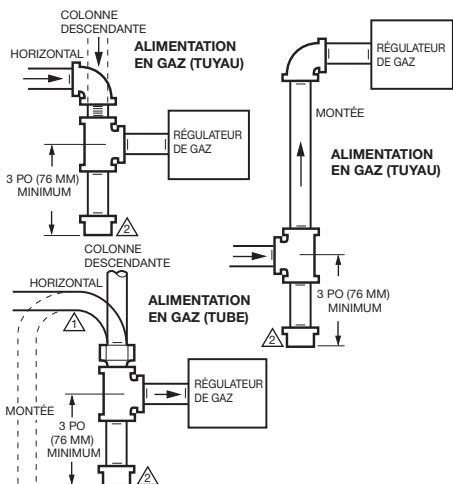 COLONNE
DESCENDANTE
HORIZONTAL
ALIMENTATION
EN GAZ (TUYAU)
RÉGULATEUR
DE GAZ
3 PO (76 MM)
MINIMUM
2
RÉGULATEUR
DE GAZ
MONTÉE
ALIMENTATION
EN GAZ (TUYAU)
3 PO (76 MM)
MINIMUM
2
COLONNE
DESCENDANTE
HORIZONTAL
ALIMENTATION
EN GAZ (TUBE)
1
RÉGULATEUR
DE GAZ
MONTÉE
3 PO
(76 MM)
MINIMUM
2